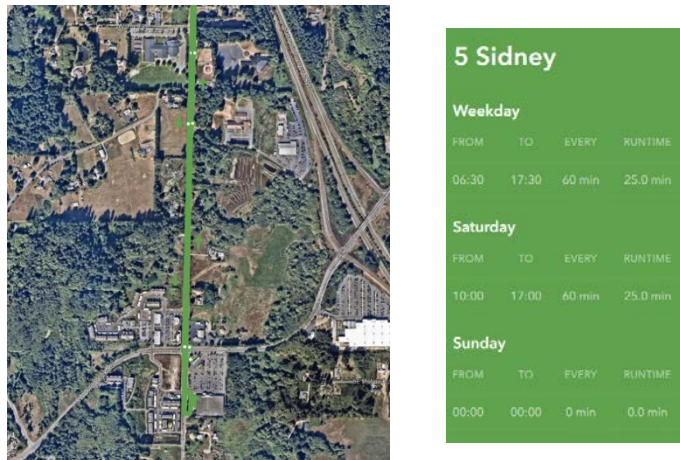 5 Sidney
Weekday
FROM TO EVERY RUNTIME
06:30 17:30 60 min 25.0 min
Saturday
FROM TO EVERY RUNTIME
10:00 17:00 60 min 25.0 min
Sunday
FROM TO EVERY RUNTIME
00:00 00:00 0 min 0.0 min